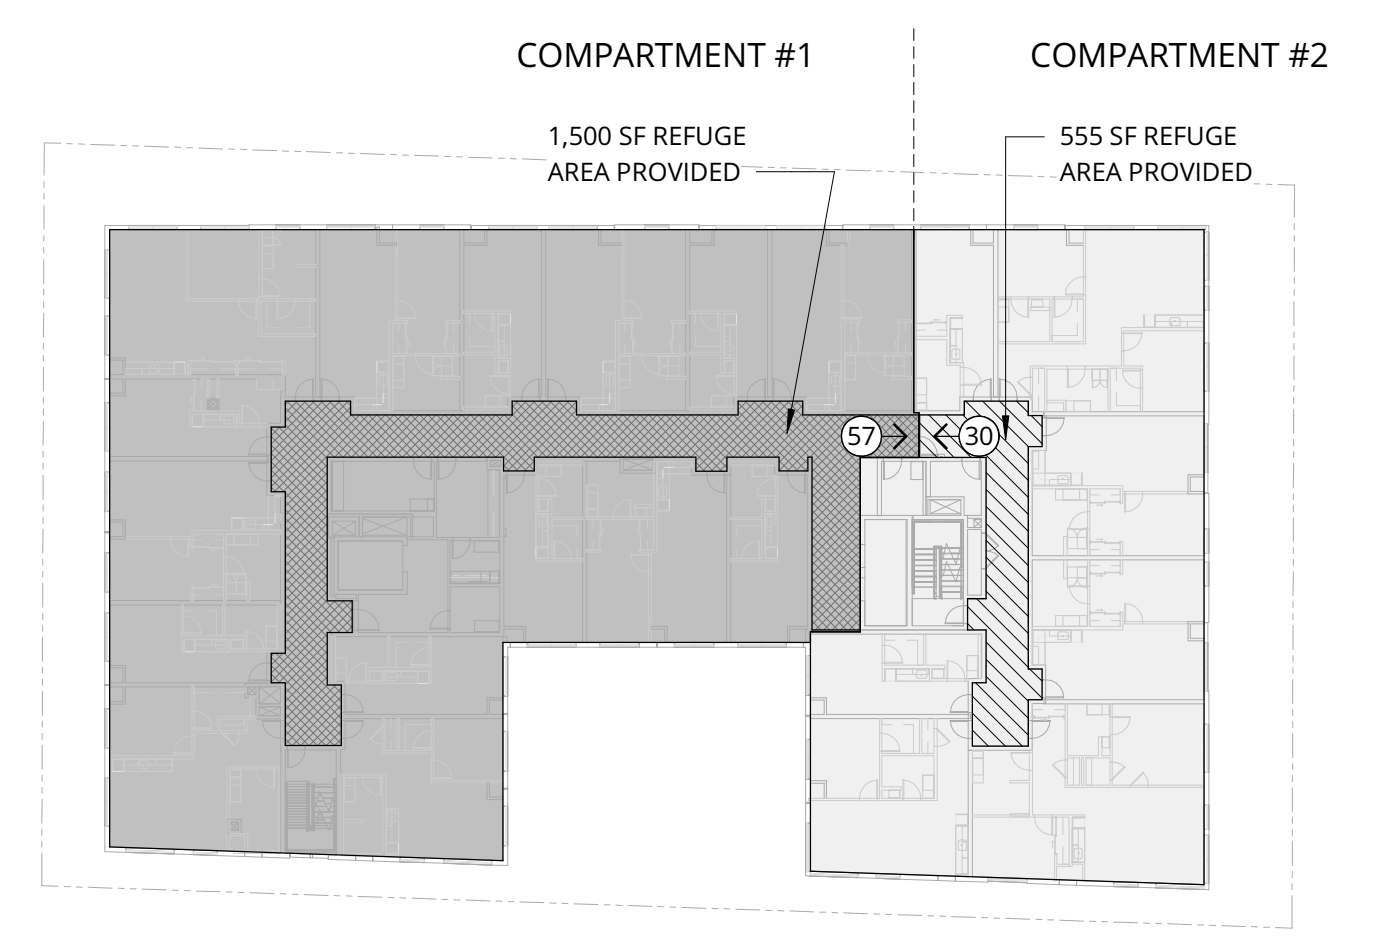 COMPARTMENT #1
COMPARTMENT #2
1,500 SF REFUGE
AREA PROVIDED
555 SF REFUGE
AREA PROVIDED
57
30